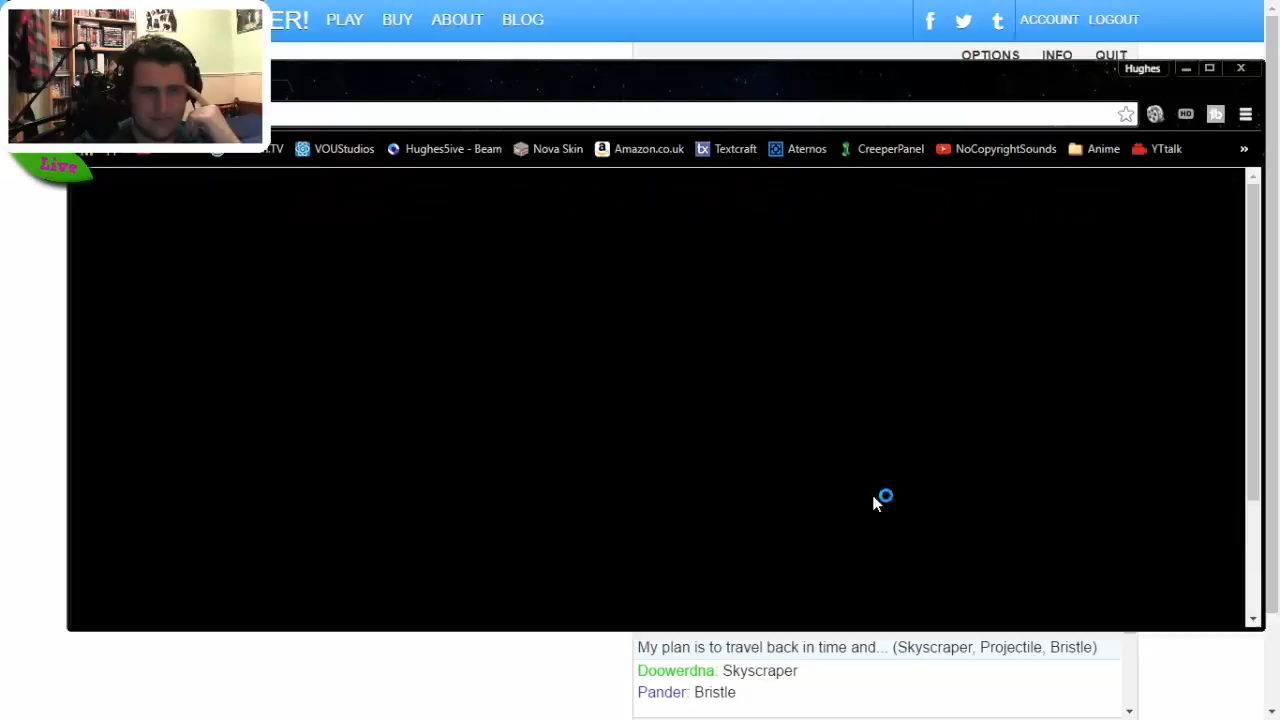 ER! PLAY BUY ABOUT BLOG ACCOUNT LOGOUT
OPTIONS INFO QUIT
Hughes
.TV VOUStudios Hughes5ive - Beam Nova Skin Amazon.co.uk Textcraft Aternos CreeperPanel NoCopyrightSounds Anime YTtalk »
Live
My plan is to travel back in time and... (Skyscraper, Projectile, Bristle)
Doowerdna: Skyscraper
Pander: Bristle